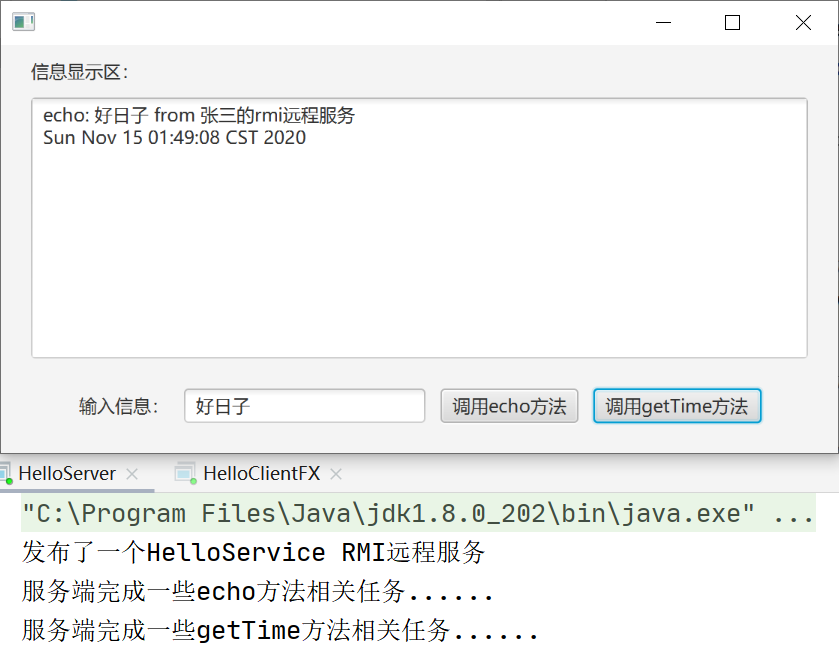 信息显示区：
echo: 好日子 from 张三的rmi远程服务
Sun Nov 15 01:49:08 CST 2020
输入信息： 好日子 调用echo方法 调用getTime方法
HelloServer HelloClientFX
"C:\Program Files\Java\jdk1.8.0_202\bin\java.exe" ...
发布了一个HelloService RMI远程服务
服务端完成一些echo方法相关任务......
服务端完成一些getTime方法相关任务......